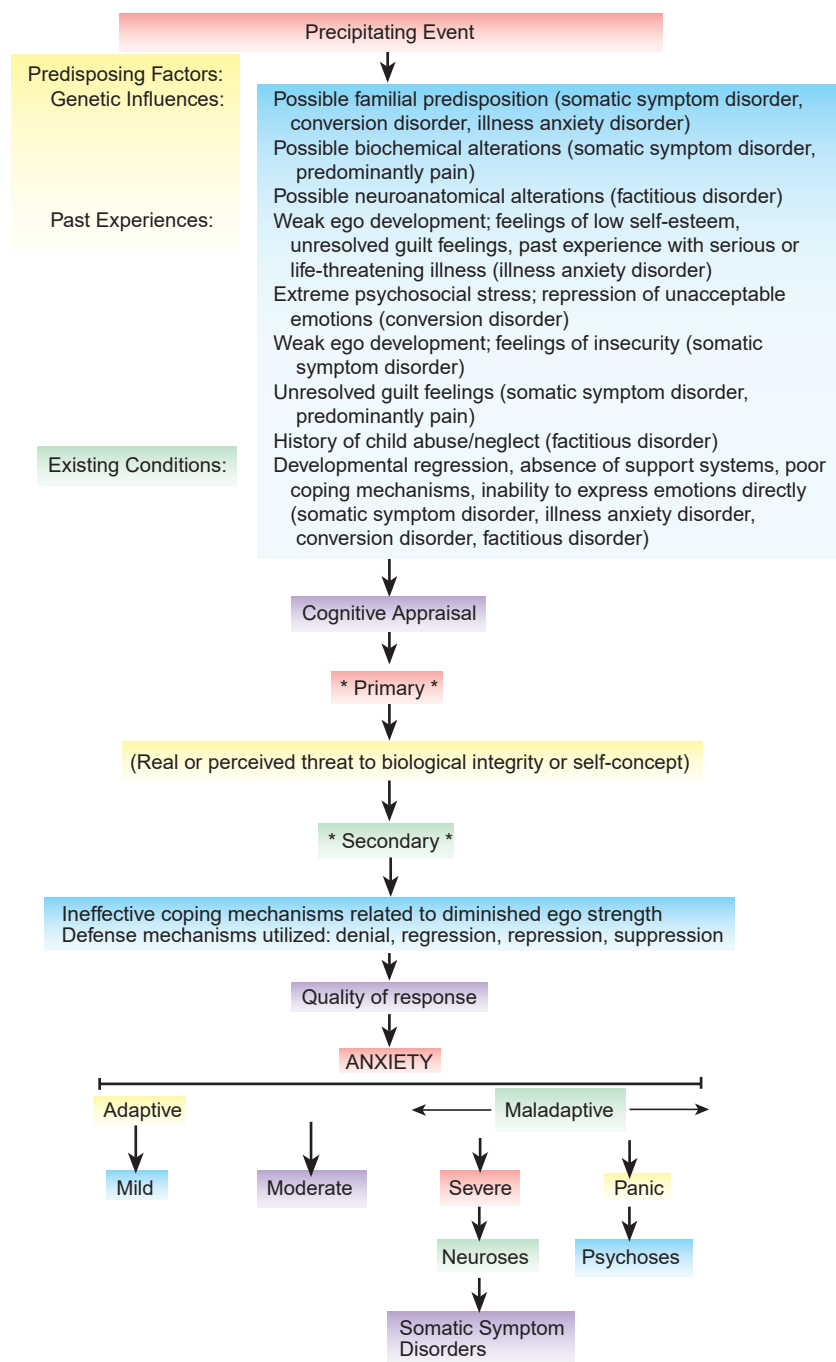 Precipitating Event
Predisposing Factors:
Genetic Influences:
Possible familial predisposition (somatic symptom disorder,
conversion disorder, illness anxiety disorder)
Possible biochemical alterations (somatic symptom disorder,
predominantly pain)
Possible neuroanatomical alterations (factitious disorder)
Past Experiences:
Weak ego development; feelings of low self-esteem,
unresolved guilt feelings, past experience with serious or
life-threatening illness (illness anxiety disorder)
Extreme psychosocial stress; repression of unacceptable
emotions (conversion disorder)
Weak ego development; feelings of insecurity (somatic
symptom disorder)
Unresolved guilt feelings (somatic symptom disorder,
predominantly pain)
History of child abuse/neglect (factitious disorder)
Existing Conditions:
Developmental regression, absence of support systems, poor
coping mechanisms, inability to express emotions directly
(somatic symptom disorder, illness anxiety disorder,
conversion disorder, factitious disorder)
Cognitive Appraisal
* Primary *
(Real or perceived threat to biological integrity or self-concept)
* Secondary *
Ineffective coping mechanisms related to diminished ego strength
Defense mechanisms utilized: denial, regression, repression, suppression
Quality of response
ANXIETY
Adaptive
Maladaptive
Mild
Moderate
Severe
Panic
Neuroses
Psychoses
Somatic Symptom
Disorders